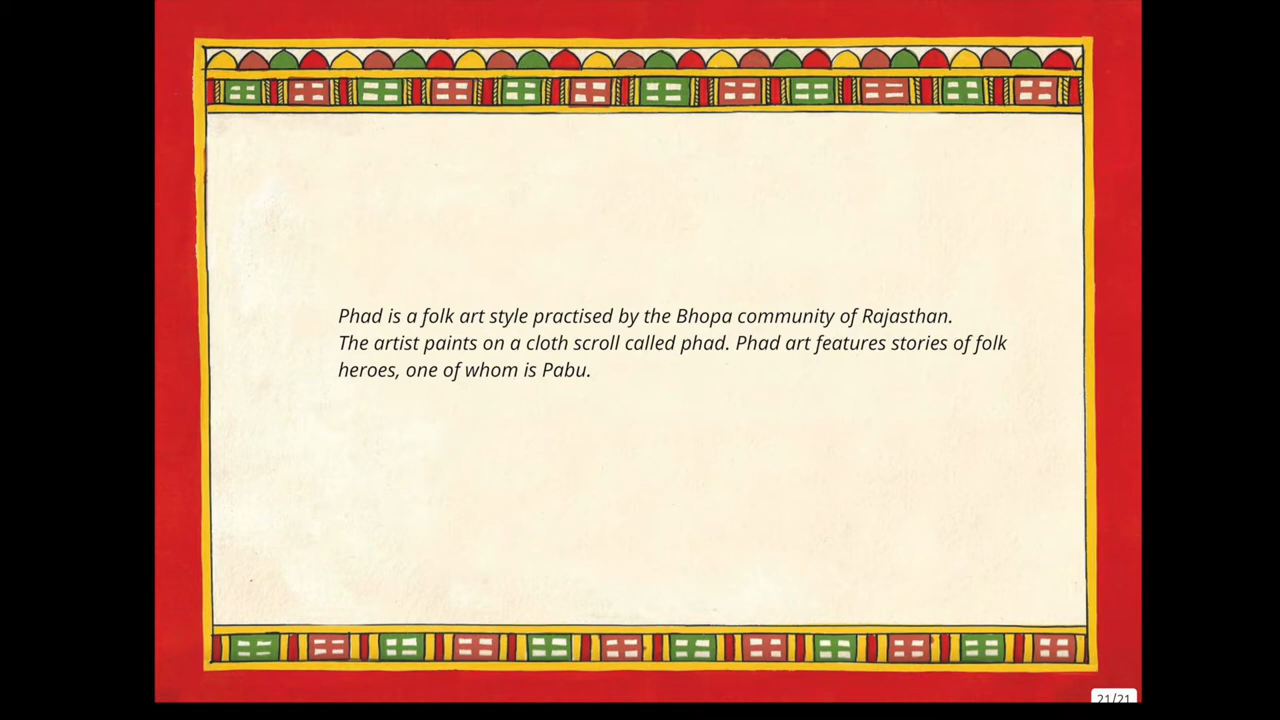 Phad is a folk art style practised by the Bhopa community of Rajasthan.
The artist paints on a cloth scroll called phad. Phad art features stories of folk
heroes, one of whom is Pabu.
21/21